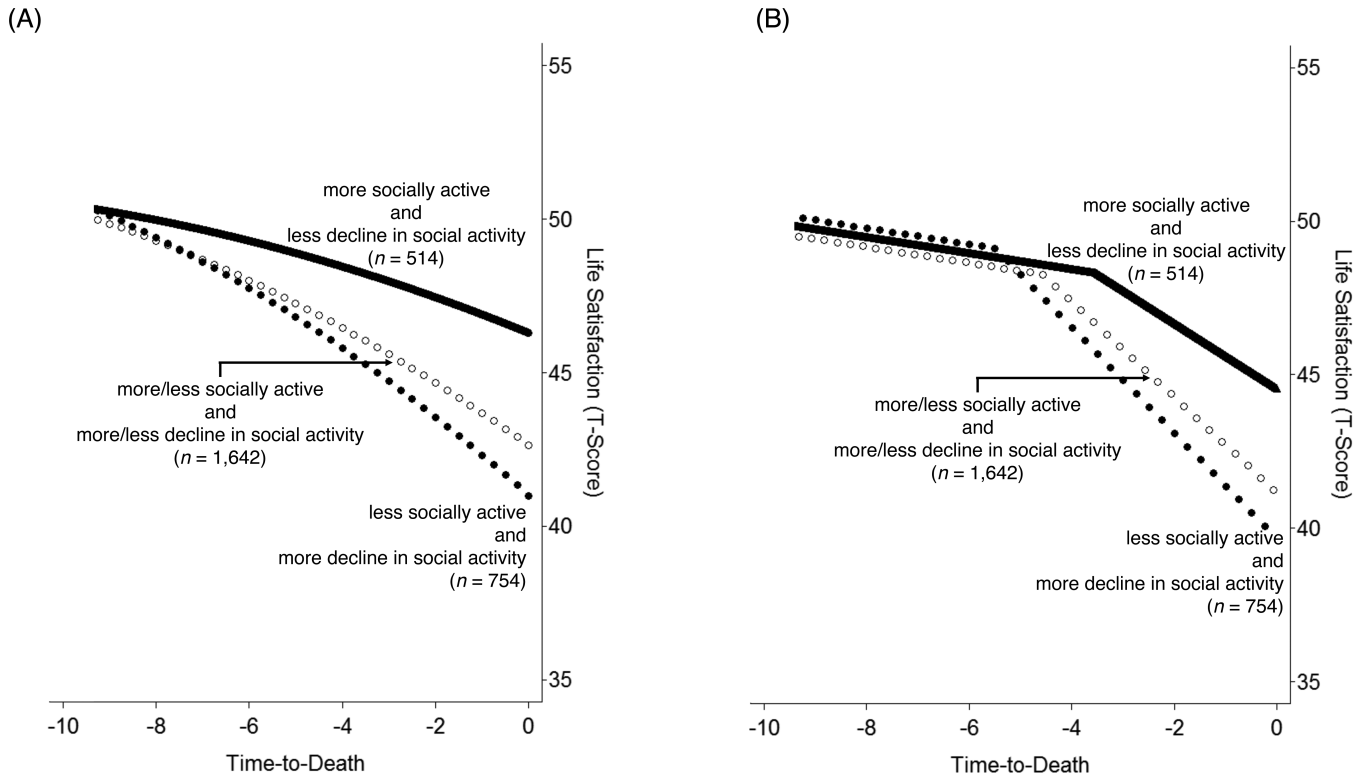 (A)
55
50
45
40
35
Life Satisfaction (T-Score)
more socially active
and
less decline in social activity
(n = 514)
more/less socially active
and
more/less decline in social activity
(n = 1,642)
less socially active
and
more decline in social activity
(n = 754)
-10 -8 -6 -4 -2 0
Time-to-Death
(B)
55
50
45
40
35
Life Satisfaction (T-Score)
more socially active
and
less decline in social activity
(n = 514)
more/less socially active
and
more/less decline in social activity
(n = 1,642)
less socially active
and
more decline in social activity
(n = 754)
-10 -8 -6 -4 -2 0
Time-to-Death